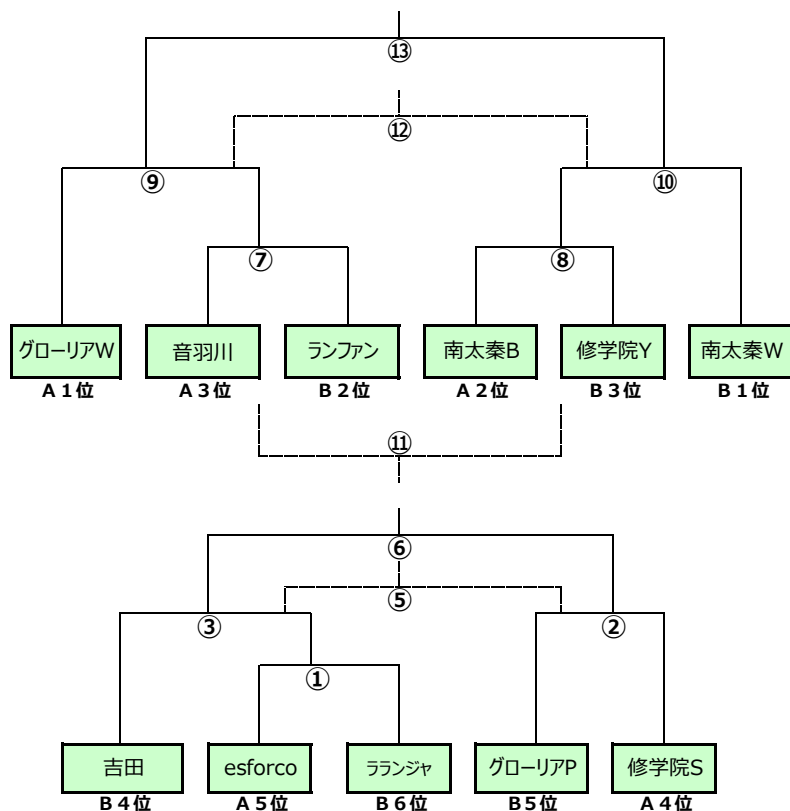 ⑬
⑫
⑨ ⑩
⑦ ⑧
グローリアW 音羽川 ランファン 南太秦B 修学院Y 南太秦W
A１位 A３位 B２位 A２位 B３位 B１位
⑪
⑥
⑤
③ ②
①
吉田 esforco ラランジャ グローリアP 修学院S
B４位 A５位 B６位 B５位 A４位